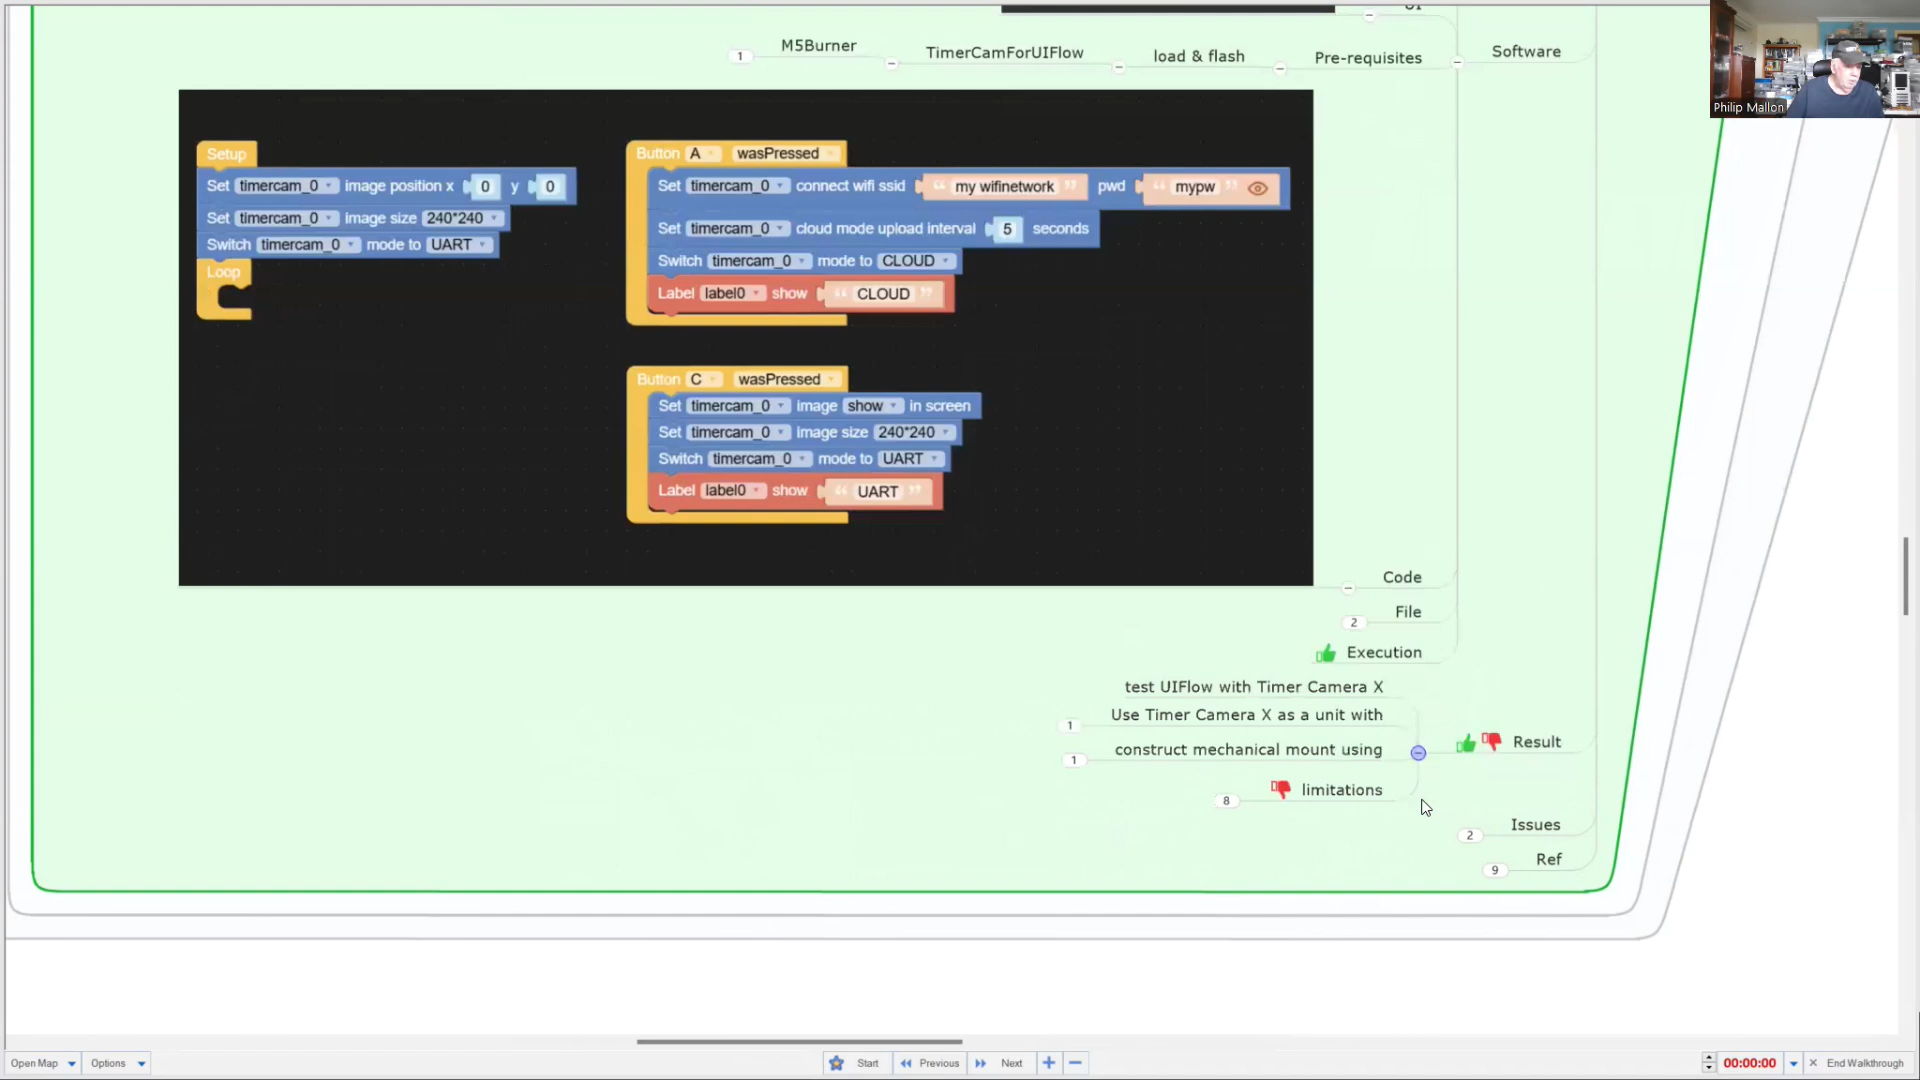 UI
M5Burner TimerCamForUIFlow load & flash Pre-requisites Software
1
Philip Mallon
Setup
Set timercam_0 image position x 0 y 0
Set timercam_0 image size 240*240
Switch timercam_0 mode to UART
Loop
Button A wasPressed
Set timercam_0 connect wifi ssid “ my wifinetwork ” pwd “ mypw ”
Set timercam_0 cloud mode upload interval 5 seconds
Switch timercam_0 mode to CLOUD
Label label0 show “ CLOUD ”
Button C wasPressed
Set timercam_0 image show in screen
Set timercam_0 image size 240*240
Switch timercam_0 mode to UART
Label label0 show “ UART ”
Code
File
2
Execution
test UIFlow with Timer Camera X
Use Timer Camera X as a unit with
1
construct mechanical mount using
1
Result
limitations
8
Issues
2
Ref
9
Open Map Options Start Previous Next 00:00:00 End Walkthrough